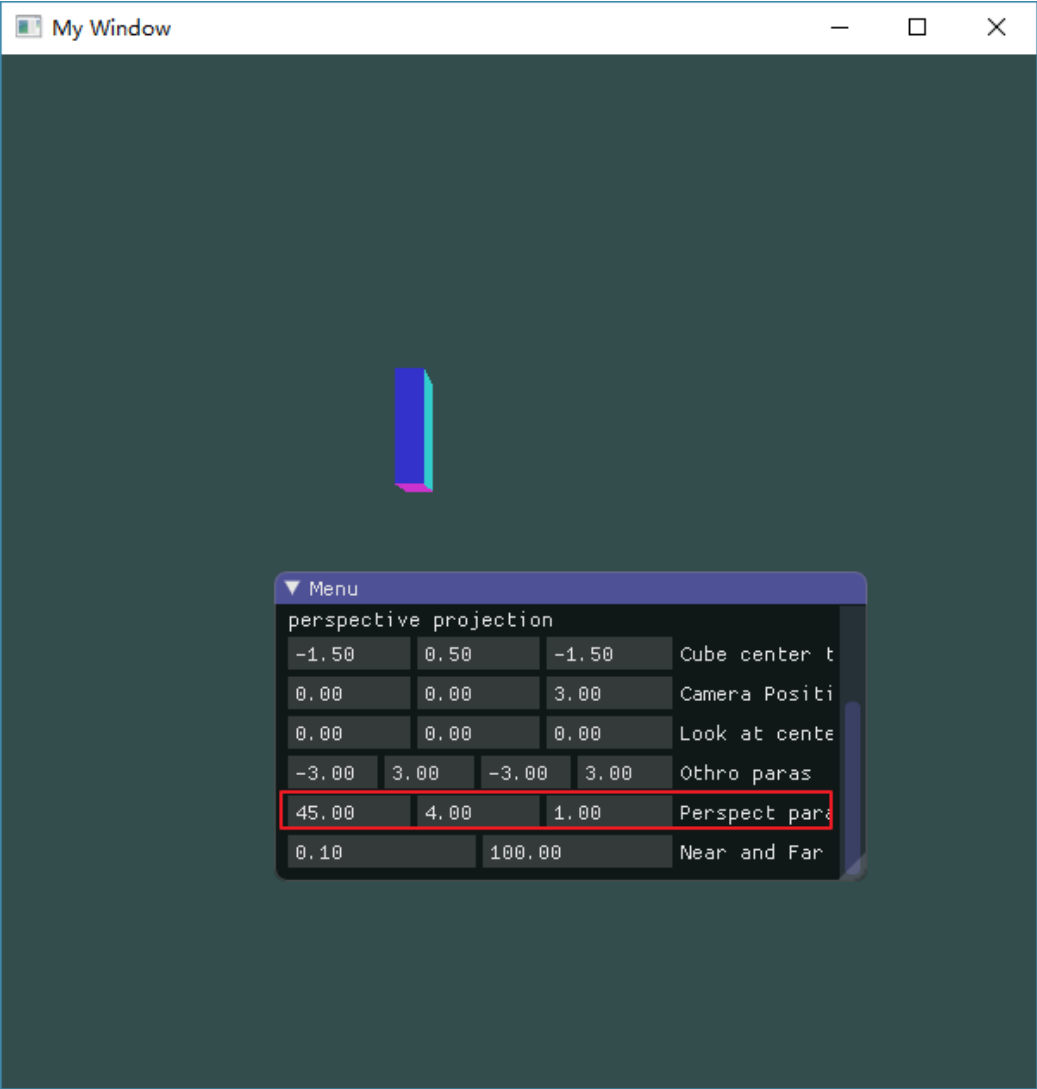 My Window
Menu
perspective projection
-1.50 0.50 -1.50 Cube center t
0.00 0.00 3.00 Camera Positi
0.00 0.00 0.00 Look at cente
-3.00 3.00 -3.00 3.00 Othro paras
45.00 4.00 1.00 Perspect para
0.10 100.00 Near and Far